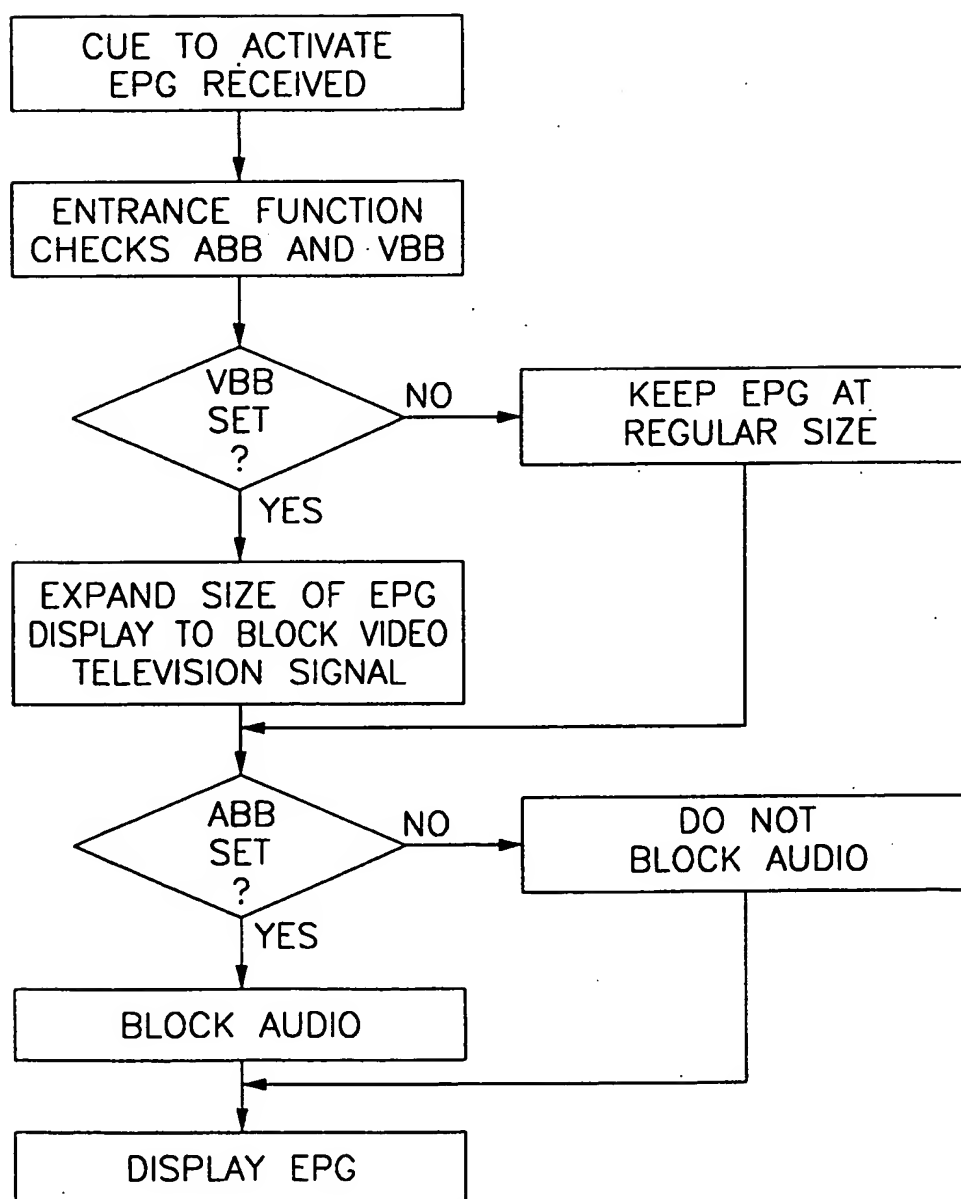 CUE TO ACTIVATE
EPG RECEIVED
ENTRANCE FUNCTION
CHECKS ABB AND VBB
VBB
SET
?
NO
KEEP EPG AT
REGULAR SIZE
YES
EXPAND SIZE OF EPG
DISPLAY TO BLOCK VIDEO
TELEVISION SIGNAL
ABB
SET
?
NO
DO NOT
BLOCK AUDIO
YES
BLOCK AUDIO
DISPLAY EPG